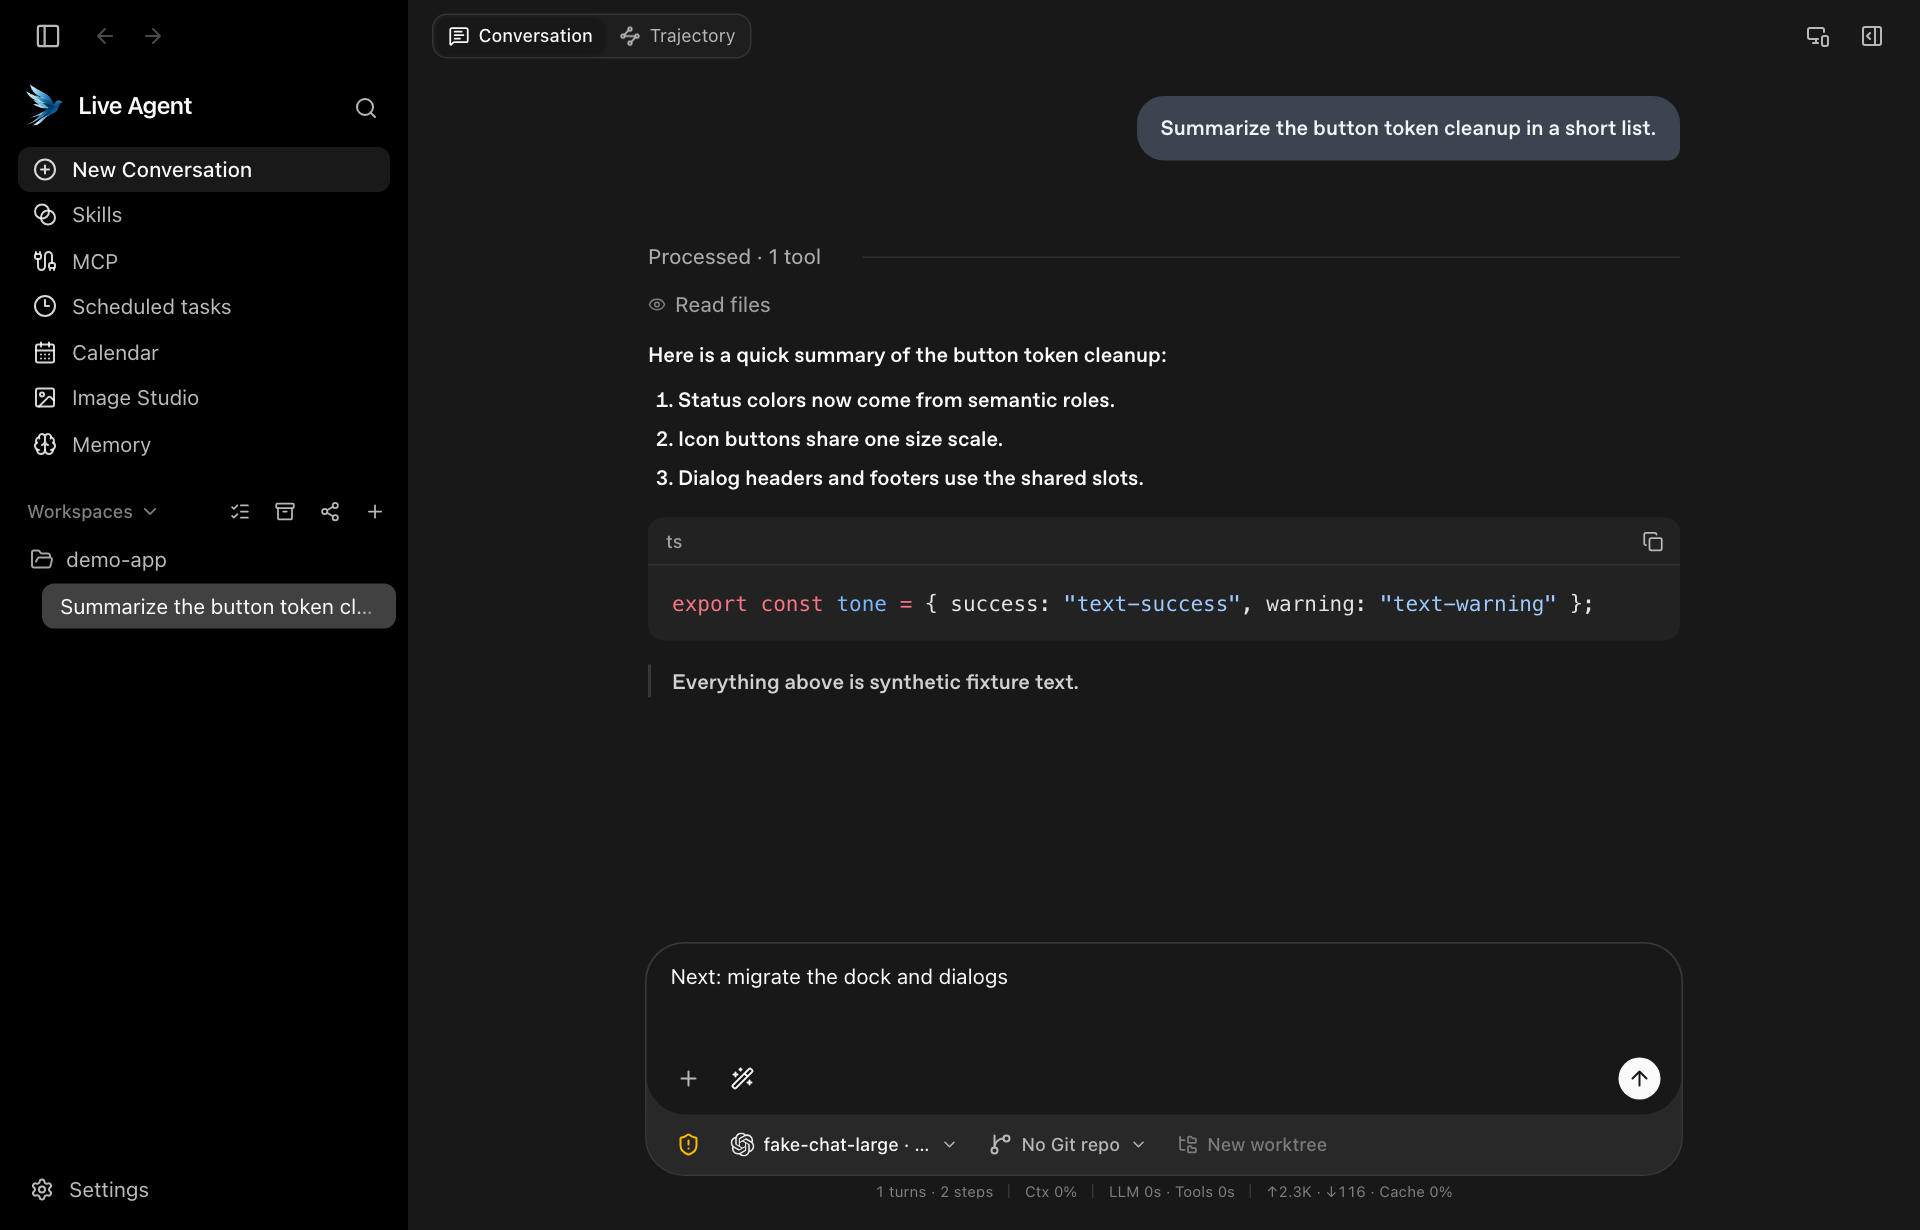 Conversation
Trajectory
Live Agent
New Conversation
Skills
MCP
Scheduled tasks
Calendar
Image Studio
Memory
Workspaces
demo-app
Summarize the button token cl...
Settings
Summarize the button token cleanup in a short list.
Processed · 1 tool
Read files
Here is a quick summary of the button token cleanup:
1. Status colors now come from semantic roles.
2. Icon buttons share one size scale.
3. Dialog headers and footers use the shared slots.
ts
export const tone = { success: "text-success", warning: "text-warning" };
Everything above is synthetic fixture text.
Next: migrate the dock and dialogs
fake-chat-large · ...
No Git repo
New worktree
1 turns · 2 steps | Ctx 0% | LLM 0s · Tools 0s | ↑2.3K · ↓116 · Cache 0%